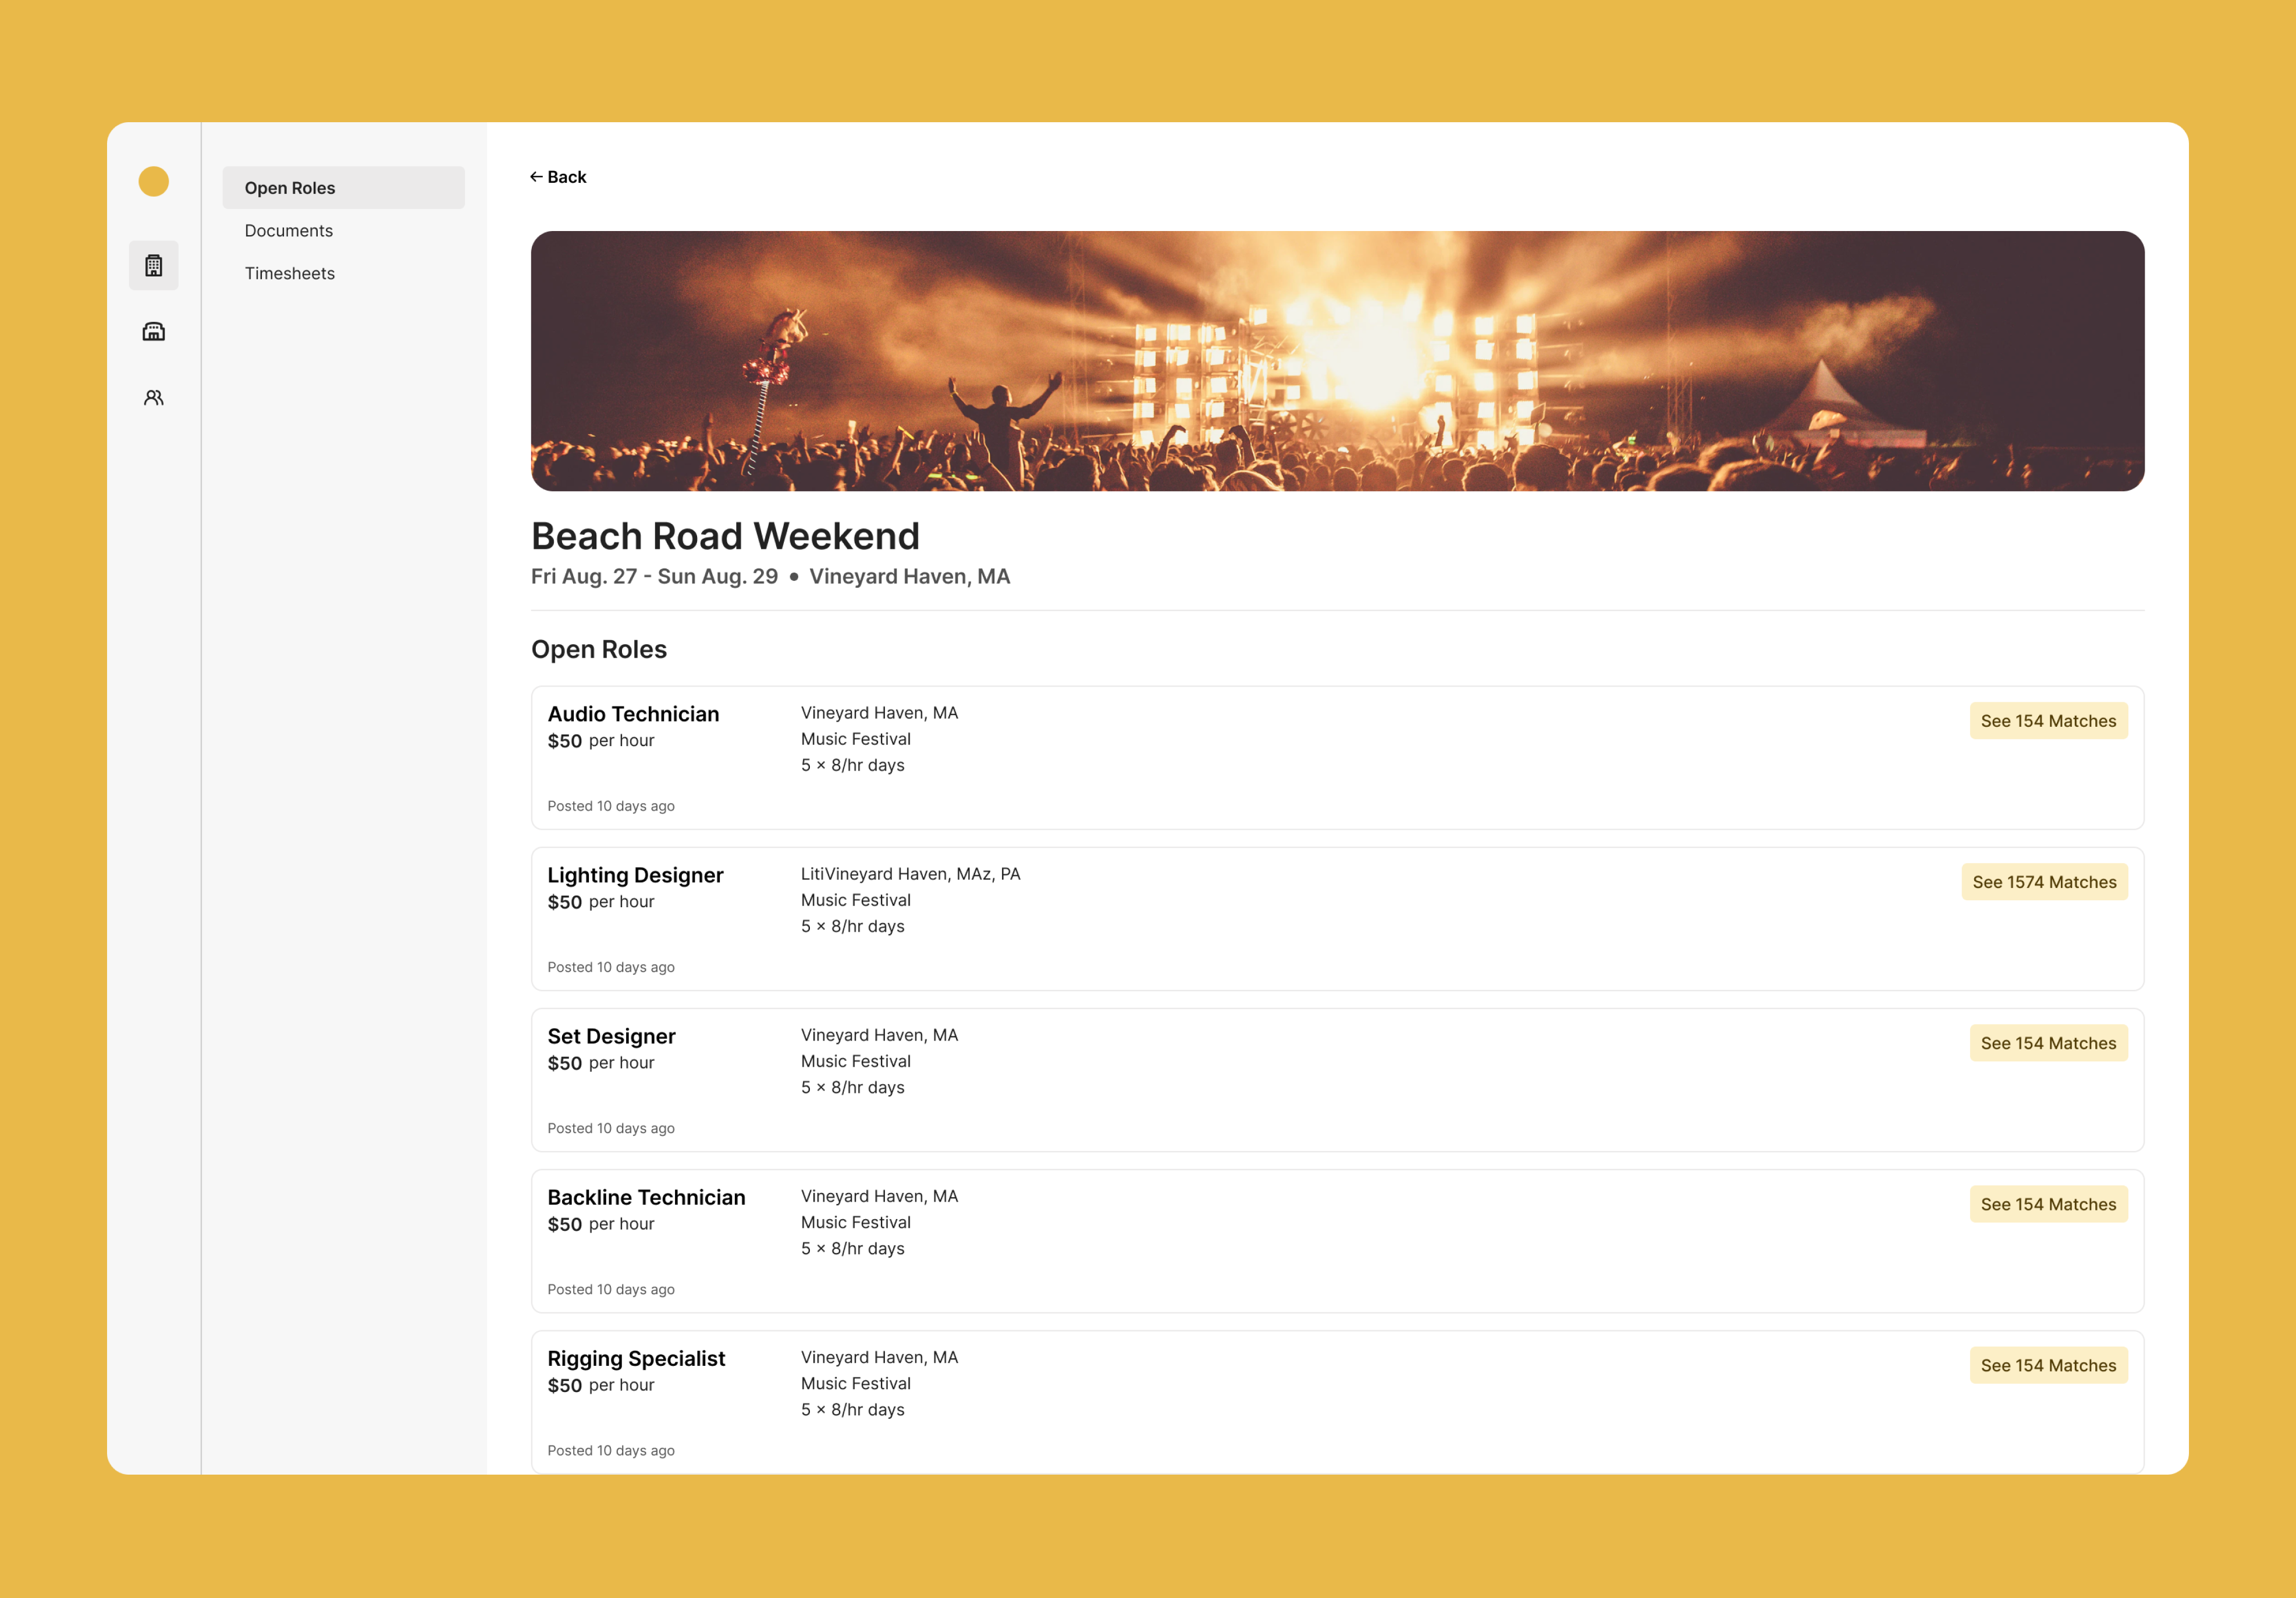 Open Roles
Documents
Timesheets
← Back
Beach Road Weekend
Fri Aug. 27 - Sun Aug. 29 • Vineyard Haven, MA
Open Roles
Audio Technician
$50 per hour
Posted 10 days ago
Vineyard Haven, MA
Music Festival
5 × 8/hr days
See 154 Matches
Lighting Designer
$50 per hour
Posted 10 days ago
LitiVineyard Haven, MAz, PA
Music Festival
5 × 8/hr days
See 1574 Matches
Set Designer
$50 per hour
Posted 10 days ago
Vineyard Haven, MA
Music Festival
5 × 8/hr days
See 154 Matches
Backline Technician
$50 per hour
Posted 10 days ago
Vineyard Haven, MA
Music Festival
5 × 8/hr days
See 154 Matches
Rigging Specialist
$50 per hour
Posted 10 days ago
Vineyard Haven, MA
Music Festival
5 × 8/hr days
See 154 Matches